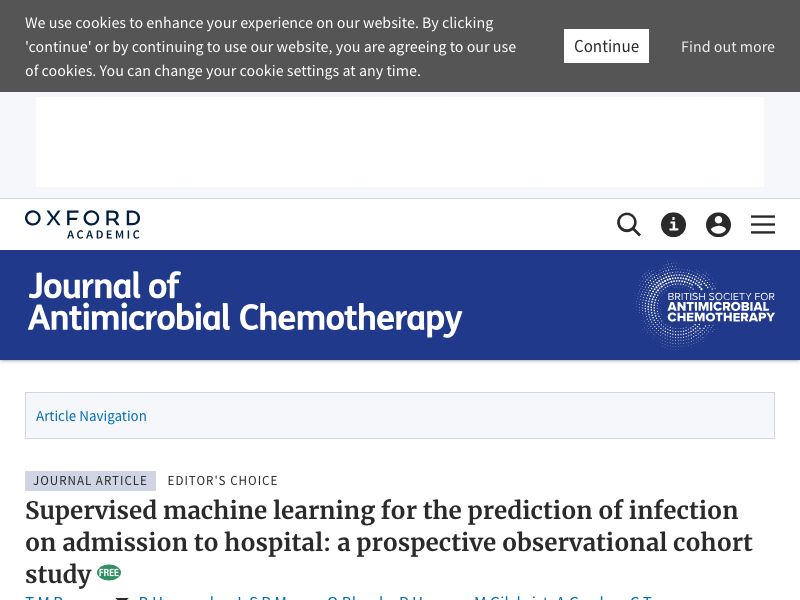 We use cookies to enhance your experience on our website. By clicking
'continue' or by continuing to use our website, you are agreeing to our use
of cookies. You can change your cookie settings at any time.
Continue
Find out more
OXFORD
ACADEMIC
Journal of
Antimicrobial Chemotherapy
BRITISH SOCIETY FOR
ANTIMICROBIAL
CHEMOTHERAPY
Article Navigation
JOURNAL ARTICLE EDITOR'S CHOICE
Supervised machine learning for the prediction of infection
on admission to hospital: a prospective observational cohort
study FREE